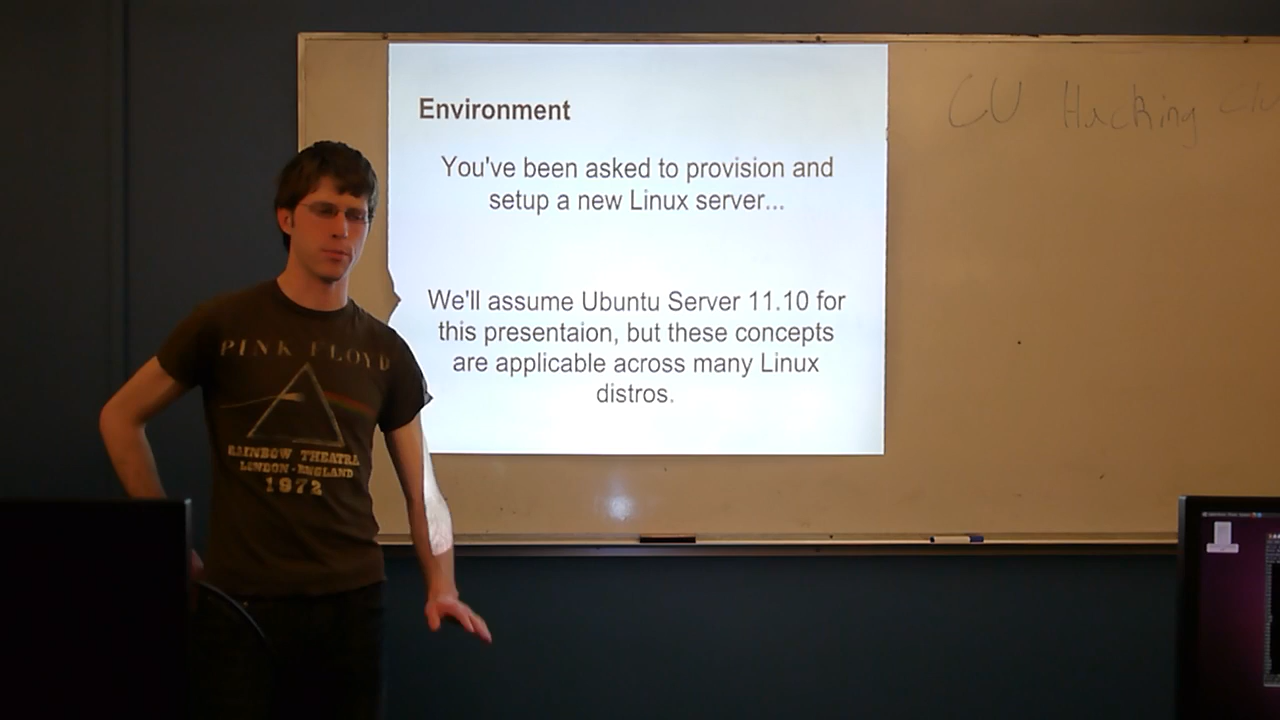 Environment
You've been asked to provision and
setup a new Linux server...
We'll assume Ubuntu Server 11.10 for
this presentaion, but these concepts
are applicable across many Linux
distros.
CU Hacking
PINK FLOYD
RAINBOW THEATRE
LONDON-ENGLAND
1972